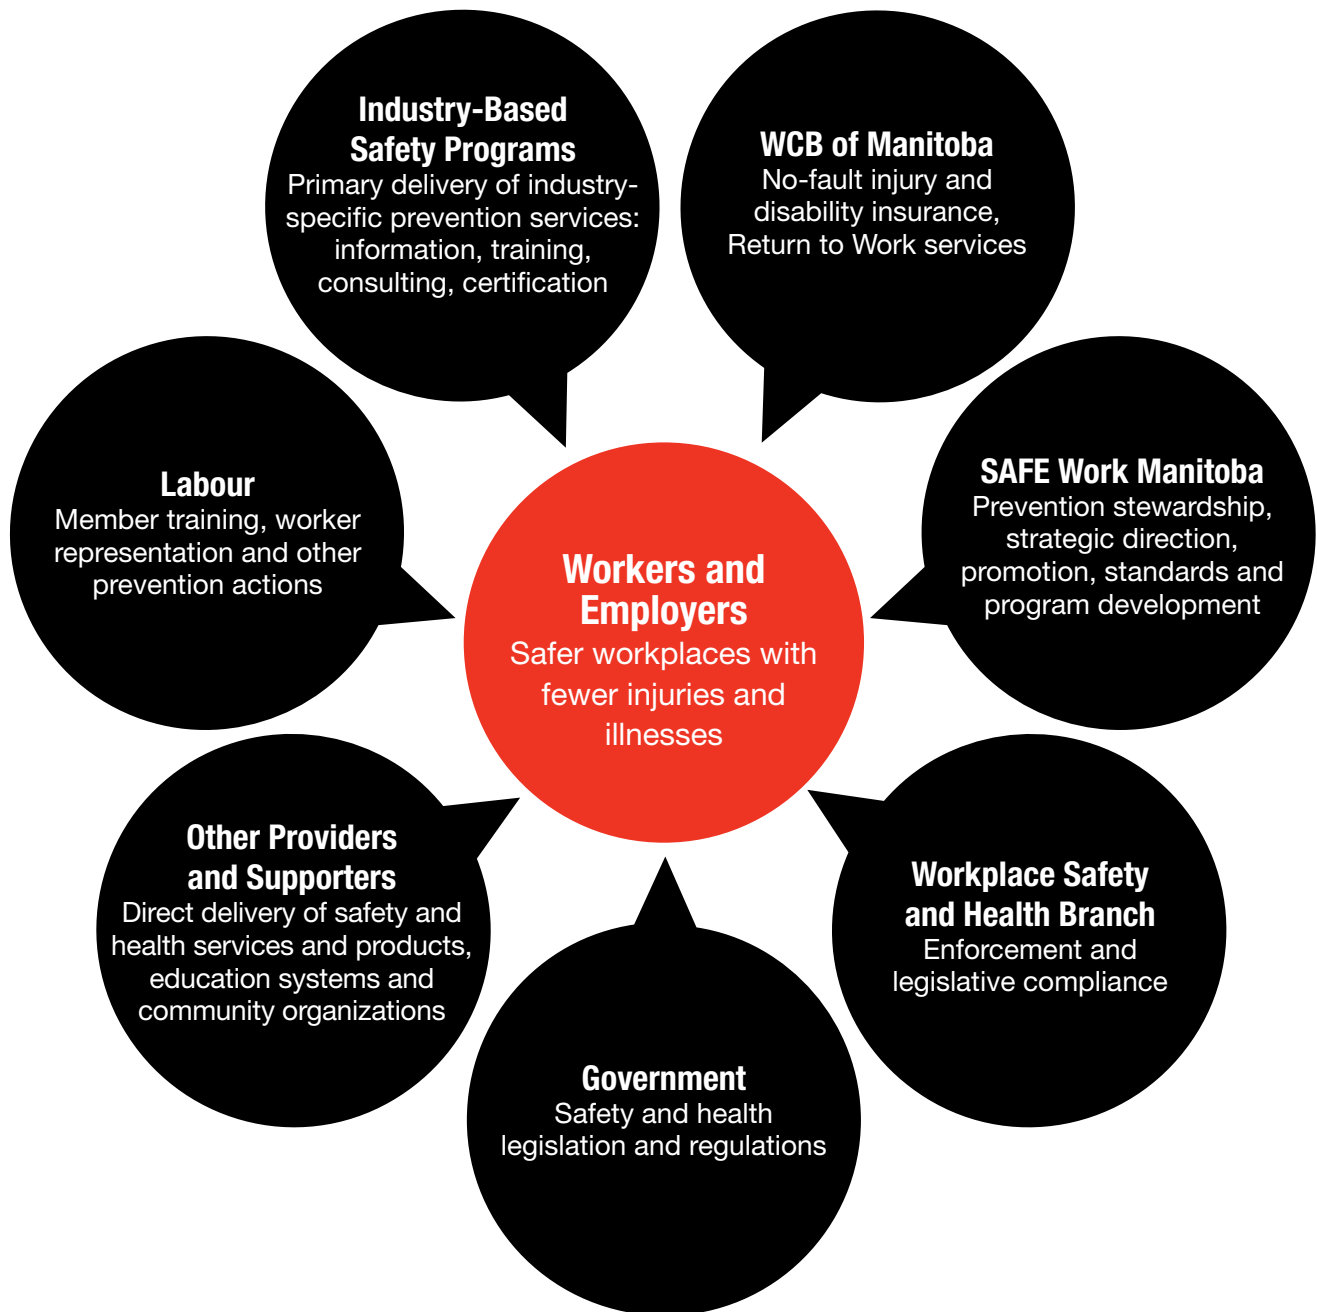 Industry-Based
Safety Programs
Primary delivery of industry-
specific prevention services:
information, training,
consulting, certification
WCB of Manitoba
No-fault injury and
disability insurance,
Return to Work services
Labour
Member training, worker
representation and other
prevention actions
SAFE Work Manitoba
Prevention stewardship,
strategic direction,
promotion, standards and
program development
Workers and
Employers
Safer workplaces with
fewer injuries and
illnesses
Other Providers
and Supporters
Direct delivery of safety and
health services and products,
education systems and
community organizations
Workplace Safety
and Health Branch
Enforcement and
legislative compliance
Government
Safety and health
legislation and regulations